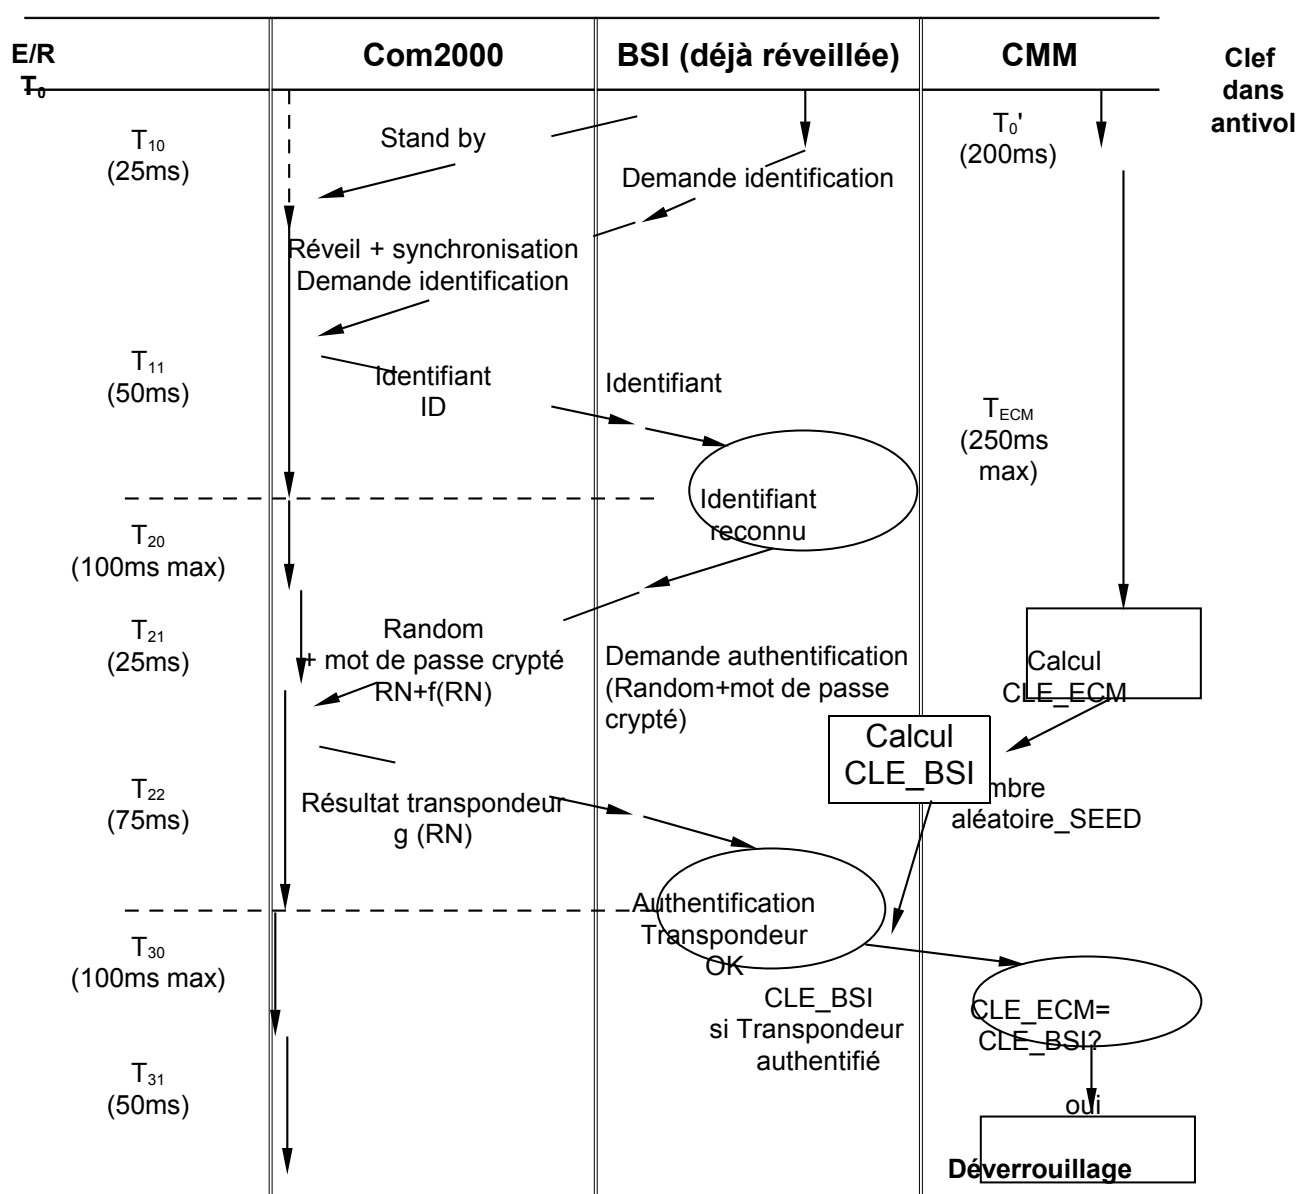 E/R
T₀
Com2000
BSI (déjà réveillée)
CMM
Clef
dans
antivol
T₁₀
(25ms)
Stand by
T₀'
(200ms)
Demande identification
Réveil + synchronisation
Demande identification
T₁₁
(50ms)
Identifiant
ID
Identifiant
T_ECM
(250ms
max)
Identifiant
reconnu
T₂₀
(100ms max)
T₂₁
(25ms)
Random
+ mot de passe crypté
RN+f(RN)
Demande authentification
(Random+mot de passe
crypté)
Calcul
CLE_ECM
Calcul
CLE_BSI
mbre
aléatoire_SEED
T₂₂
(75ms)
Résultat transpondeur
g (RN)
Authentification
Transpondeur
OK
T₃₀
(100ms max)
CLE_BSI
si Transpondeur
authentifié
CLE_ECM=
CLE_BSI?
T₃₁
(50ms)
oui
Déverrouillage